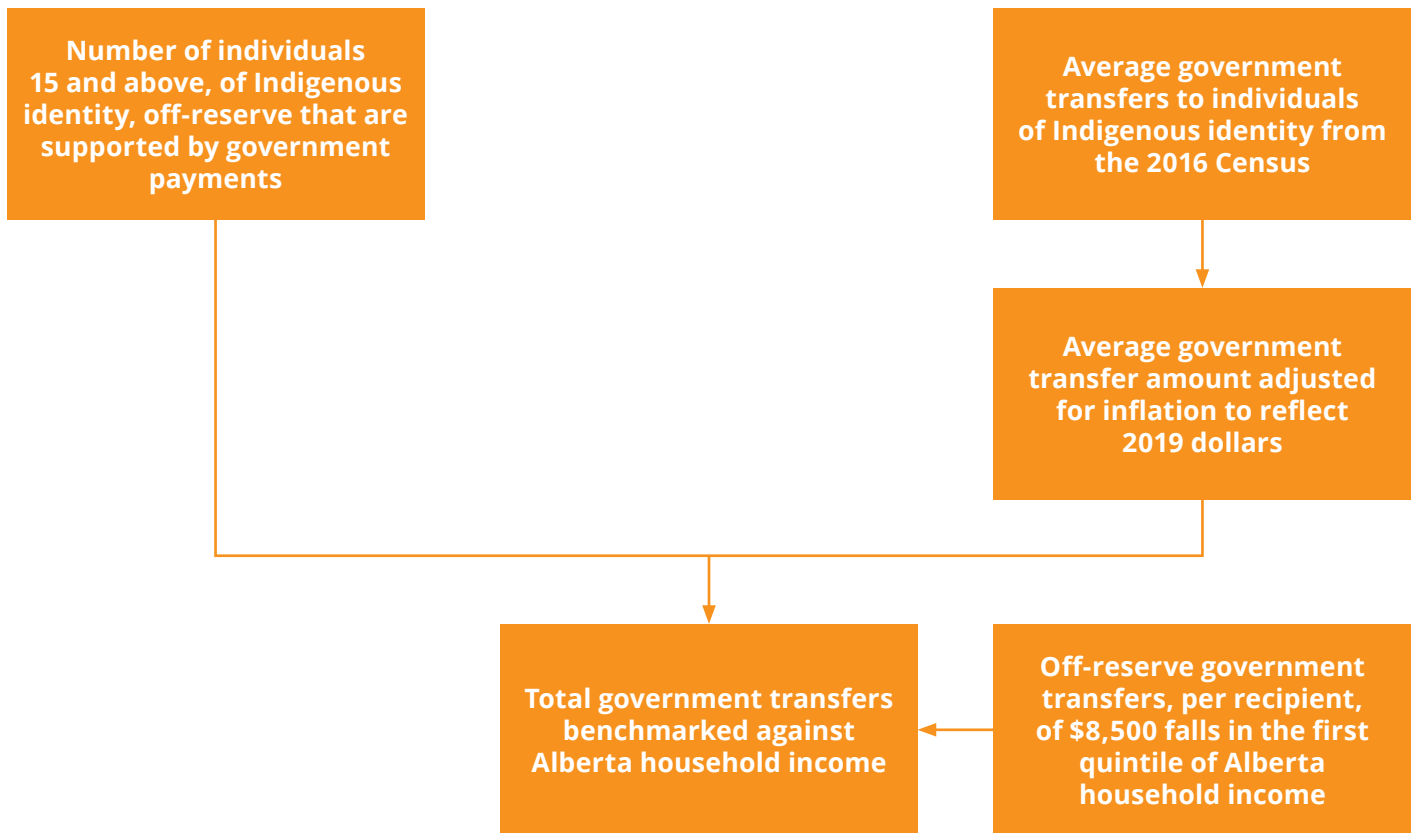 Number of individuals
15 and above, of Indigenous
identity, off-reserve that are
supported by government
payments
Average government
transfers to individuals
of Indigenous identity from
the 2016 Census
Average government
transfer amount adjusted
for inflation to reflect
2019 dollars
Total government transfers
benchmarked against
Alberta household income
Off-reserve government
transfers, per recipient,
of $8,500 falls in the first
quintile of Alberta
household income